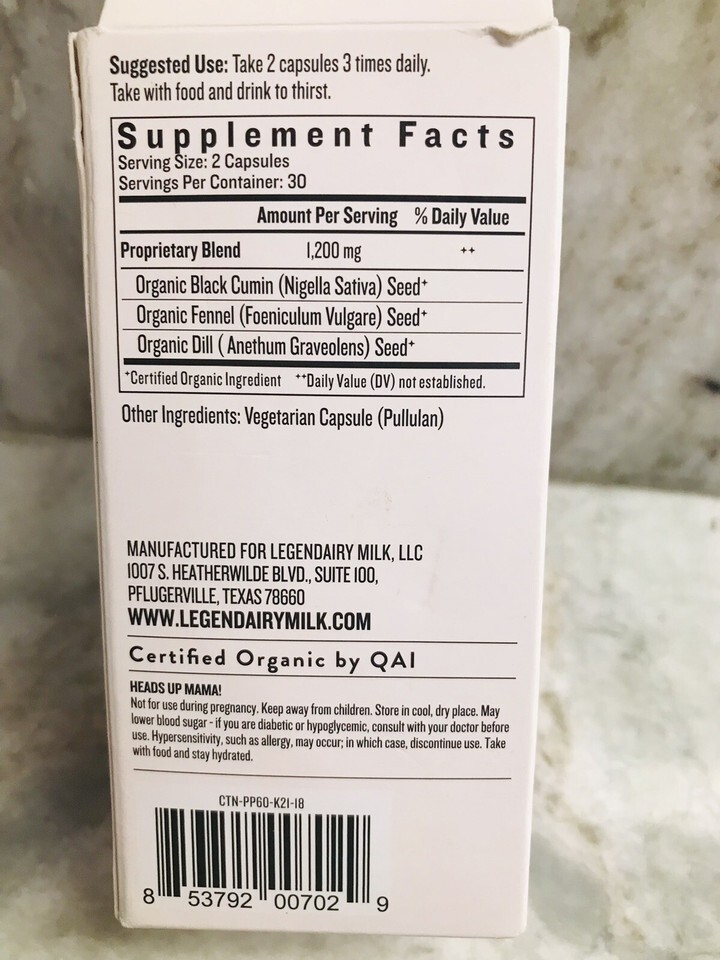 Suggested Use: Take 2 capsules 3 times daily.
Take with food and drink to thirst.
Supplement Facts
Serving Size: 2 Capsules
Servings Per Container: 30
Amount Per Serving % Daily Value
Proprietary Blend 1,200 mg ++
Organic Black Cumin (Nigella Sativa) Seed+
Organic Fennel (Foeniculum Vulgare) Seed+
Organic Dill ( Anethum Graveolens) Seed+
+Certified Organic Ingredient ++Daily Value (DV) not established.
Other Ingredients: Vegetarian Capsule (Pullulan)
MANUFACTURED FOR LEGENDAIRY MILK, LLC
1007 S. HEATHERWILDE BLVD., SUITE 100,
PFLUGERVILLE, TEXAS 78660
WWW.LEGENDAIRYMILK.COM
Certified Organic by QAI
HEADS UP MAMA!
Not for use during pregnancy. Keep away from children. Store in cool, dry place. May
lower blood sugar - if you are diabetic or hypoglycemic, consult with your doctor before
use. Hypersensitivity, such as allergy, may occur; in which case, discontinue use. Take
with food and stay hydrated.
CTN-PP60-K21-18
8 53792 00702 9